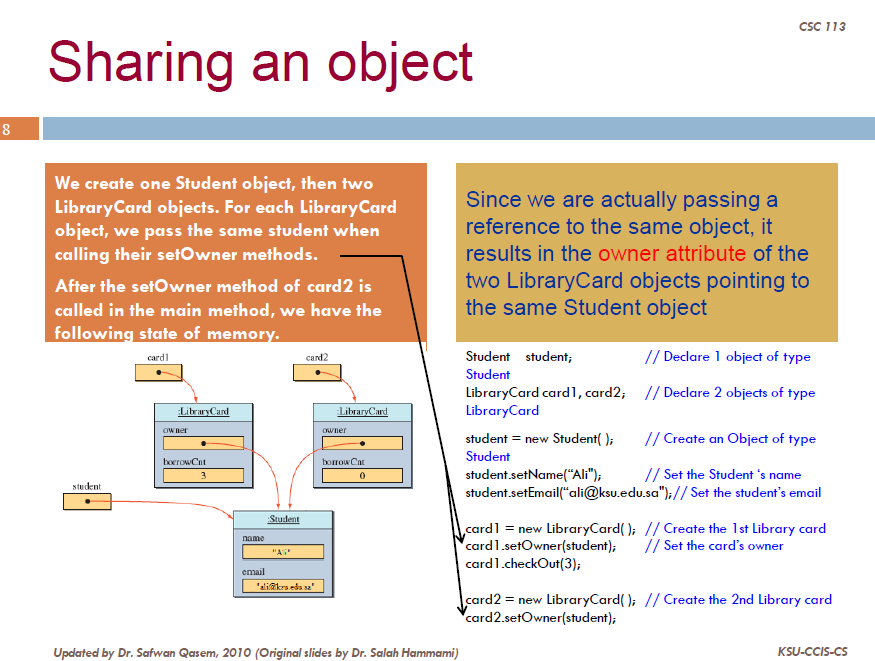 CSC 113
Sharing an object
8
We create one Student object, then two
LibraryCard objects. For each LibraryCard
object, we pass the same student when
calling their setOwner methods.
After the setOwner method of card2 is
called in the main method, we have the
following state of memory.
Since we are actually passing a
reference to the same object, it
results in the owner attribute of the
two LibraryCard objects pointing to
the same Student object
card1
card2
:LibraryCard
owner
borrowCnt
3
:LibraryCard
owner
borrowCnt
0
student
:Student
name
"Ali"
email
Student student; // Declare 1 object of type
Student
LibraryCard card1, card2; // Declare 2 objects of type
LibraryCard
student = new Student( ); // Create an Object of type
Student
student.setName(“Ali"); // Set the Student ‘s name
student.setEmail(“ali@ksu.edu.sa"); // Set the student’s email
card1 = new LibraryCard( ); // Create the 1st Library card
card1.setOwner(student); // Set the card’s owner
card1.checkOut(3);
card2 = new LibraryCard( ); // Create the 2nd Library card
card2.setOwner(student);
Updated by Dr. Safwan Qasem, 2010 (Original slides by Dr. Salah Hammami)
KSU-CCIS-CS